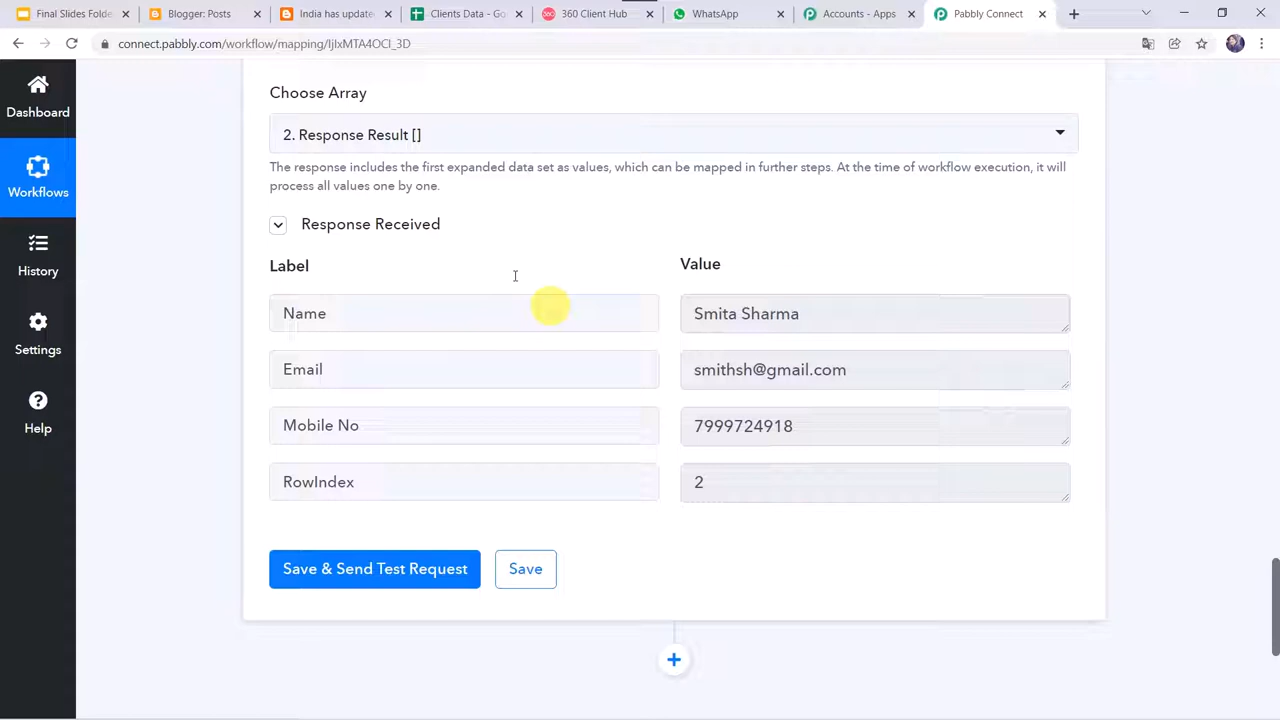 Final Slides Folde
Blogger: Posts
India has update
Clients Data - Go
360 Client Hub
WhatsApp
Accounts - Apps
Pabbly Connect
connect.pabbly.com/workflow/mapping/IjIxMTA4OCI_3D
Dashboard
Workflows
History
Settings
Help
Choose Array
2. Response Result []
The response includes the first expanded data set as values, which can be mapped in further steps. At the time of workflow execution, it will
process all values one by one.
Response Received
Label
Value
Name
Smita Sharma
Email
smithsh@gmail.com
Mobile No
7999724918
RowIndex
2
Save & Send Test Request
Save